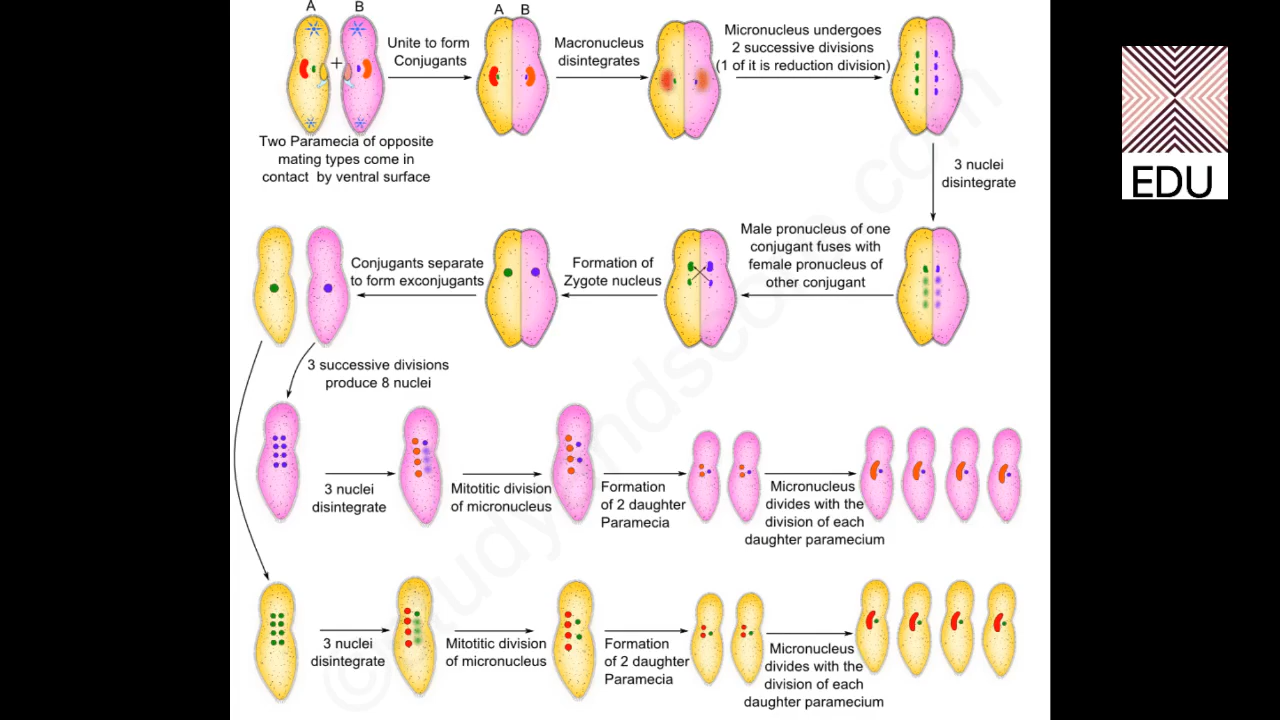 A B
A B
Unite to form
Conjugants
Macronucleus
disintegrates
Micronucleus undergoes
2 successive divisions
(1 of it is reduction division)
Two Paramecia of opposite
mating types come in
contact by ventral surface
EDU
3 nuclei
disintegrate
Male pronucleus of one
conjugant fuses with
female pronucleus of
other conjugant
Formation of
Zygote nucleus
Conjugants separate
to form exconjugants
3 successive divisions
produce 8 nuclei
3 nuclei
disintegrate
Mitotitic division
of micronucleus
Formation
of 2 daughter
Paramecia
Micronucleus
divides with the
division of each
daughter paramecium
3 nuclei
disintegrate
Mitotitic division
of micronucleus
Formation
of 2 daughter
Paramecia
Micronucleus
divides with the
division of each
daughter paramecium